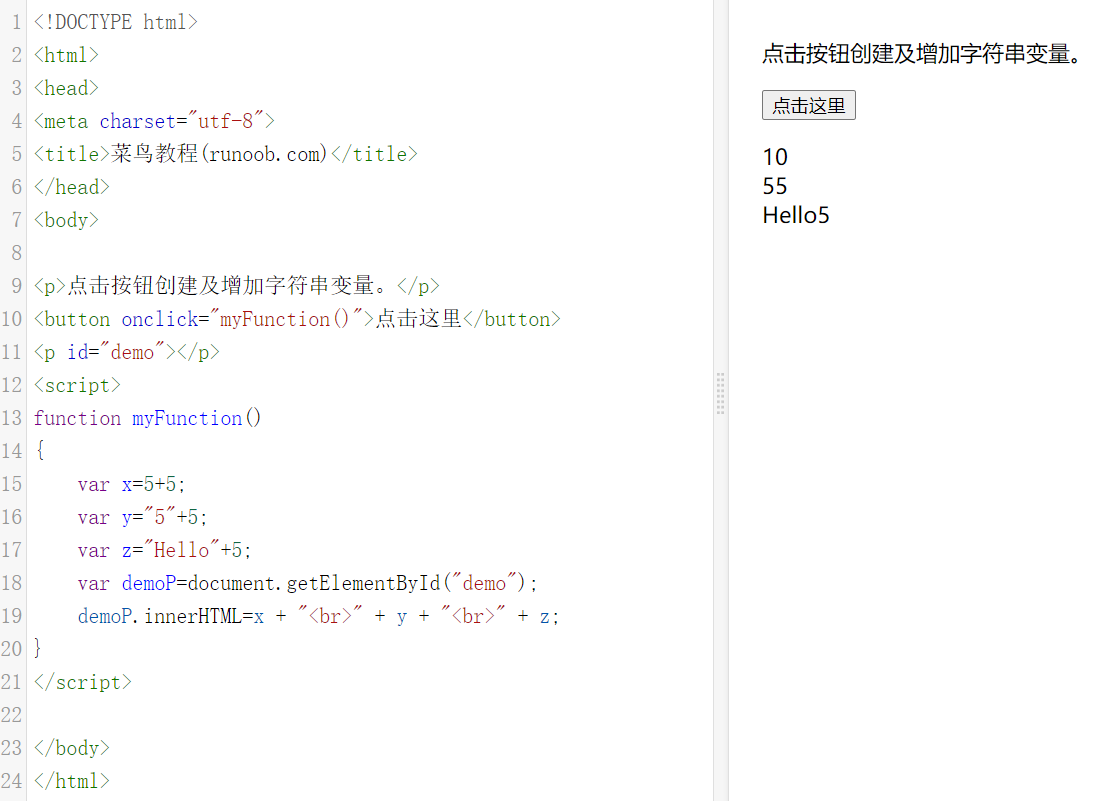 1 <!DOCTYPE html>
2 <html>
3 <head>
4 <meta charset="utf-8">
5 <title>菜鸟教程(runoob.com)</title>
6 </head>
7 <body>
8
9 <p>点击按钮创建及增加字符串变量。</p>
10 <button onclick="myFunction()">点击这里</button>
11 <p id="demo"></p>
12 <script>
13 function myFunction()
14 {
15     var x=5+5;
16     var y="5"+5;
17     var z="Hello"+5;
18     var demoP=document.getElementById("demo");
19     demoP.innerHTML=x + "<br>" + y + "<br>" + z;
20 }
21 </script>
22
23 </body>
24 </html>
点击按钮创建及增加字符串变量。
点击这里
10
55
Hello5